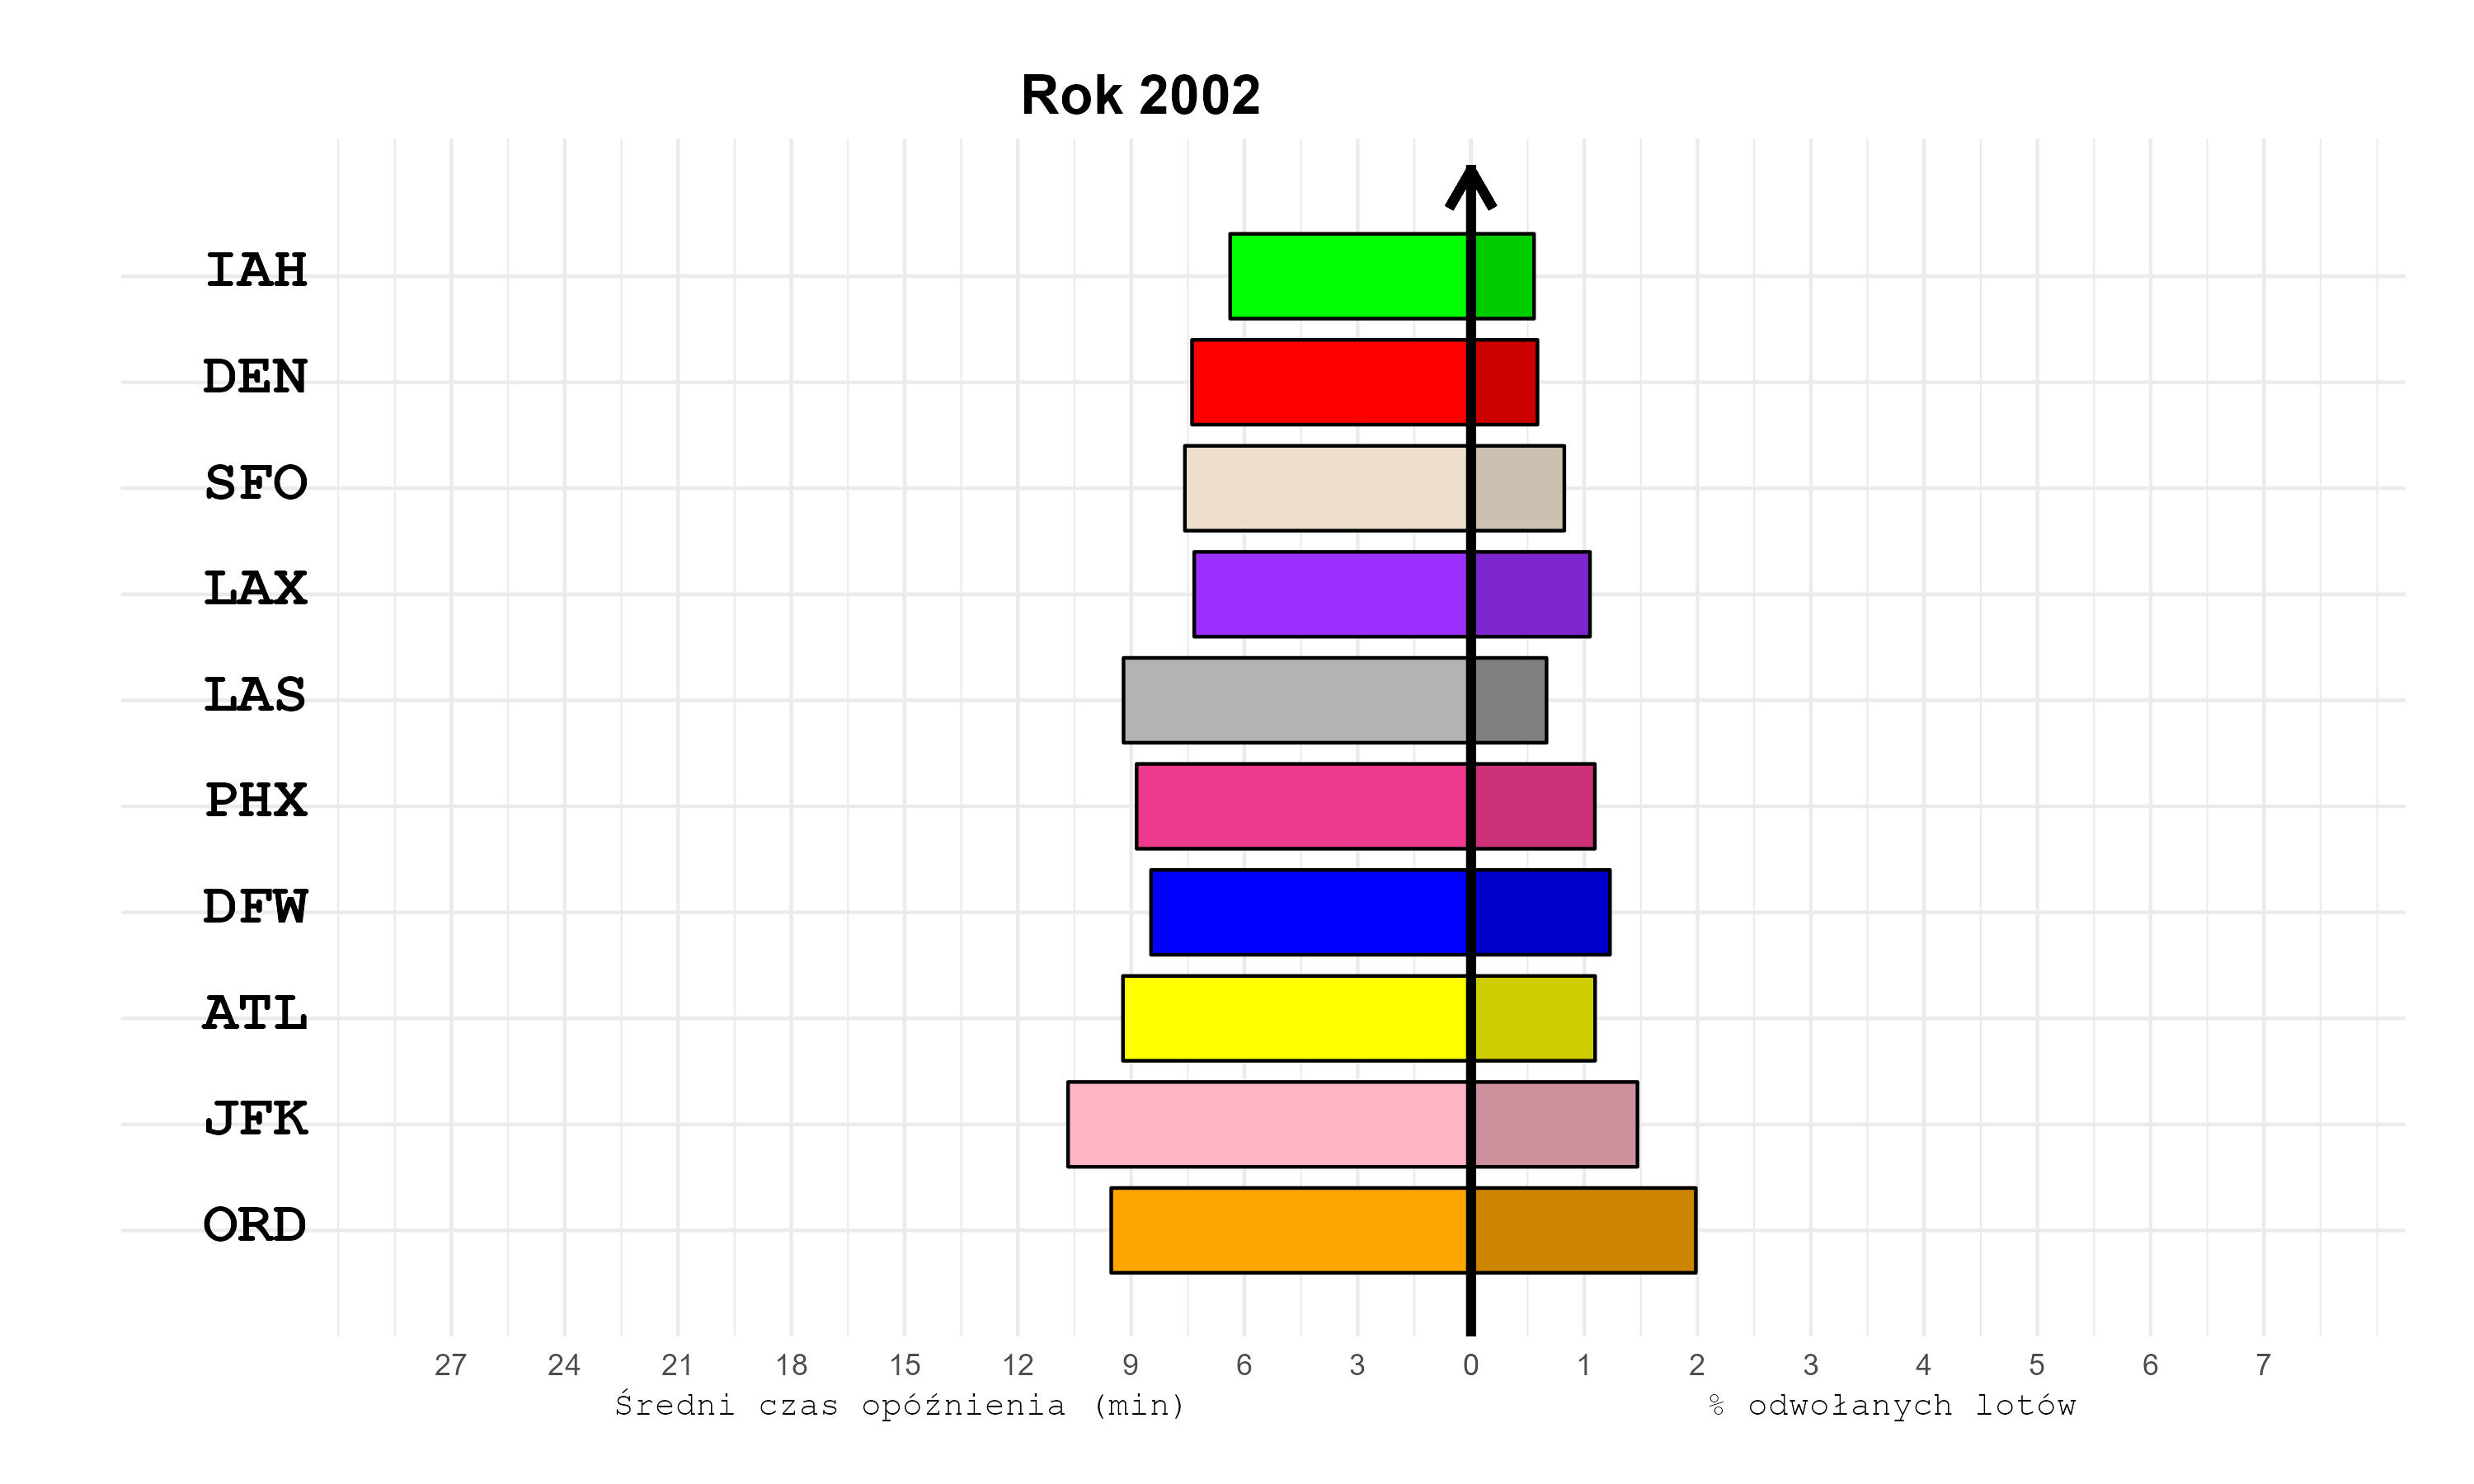 Rok 2002
IAH
DEN
SFO
LAX
LAS
PHX
DFW
ATL
JFK
ORD
27 24 21 18 15 12 9 6 3 0 1 2 3 4 5 6 7
Średni czas opóźnienia (min) % odwołanych lotów